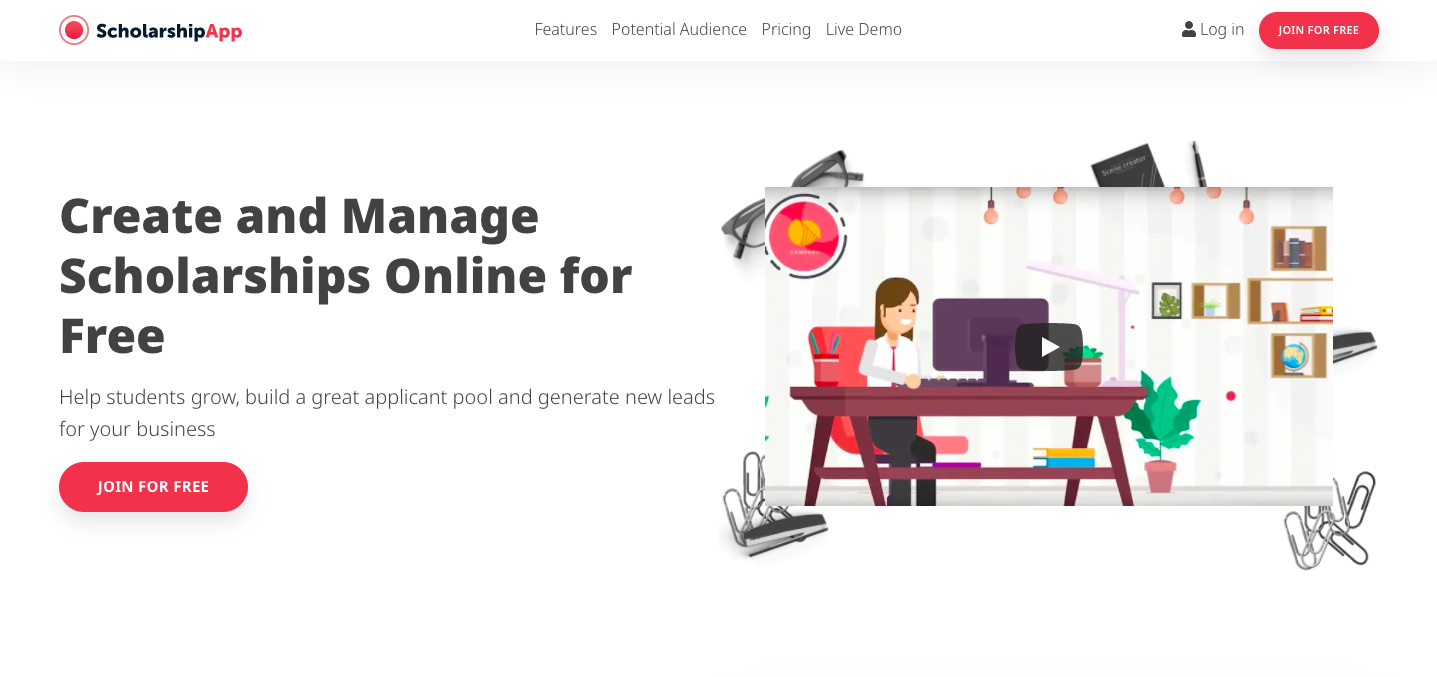 ScholarshipApp
Features Potential Audience Pricing Live Demo
Log in
JOIN FOR FREE
Create and Manage
Scholarships Online for
Free
Help students grow, build a great applicant pool and generate new leads
for your business
JOIN FOR FREE
Scene creator
COMPANY